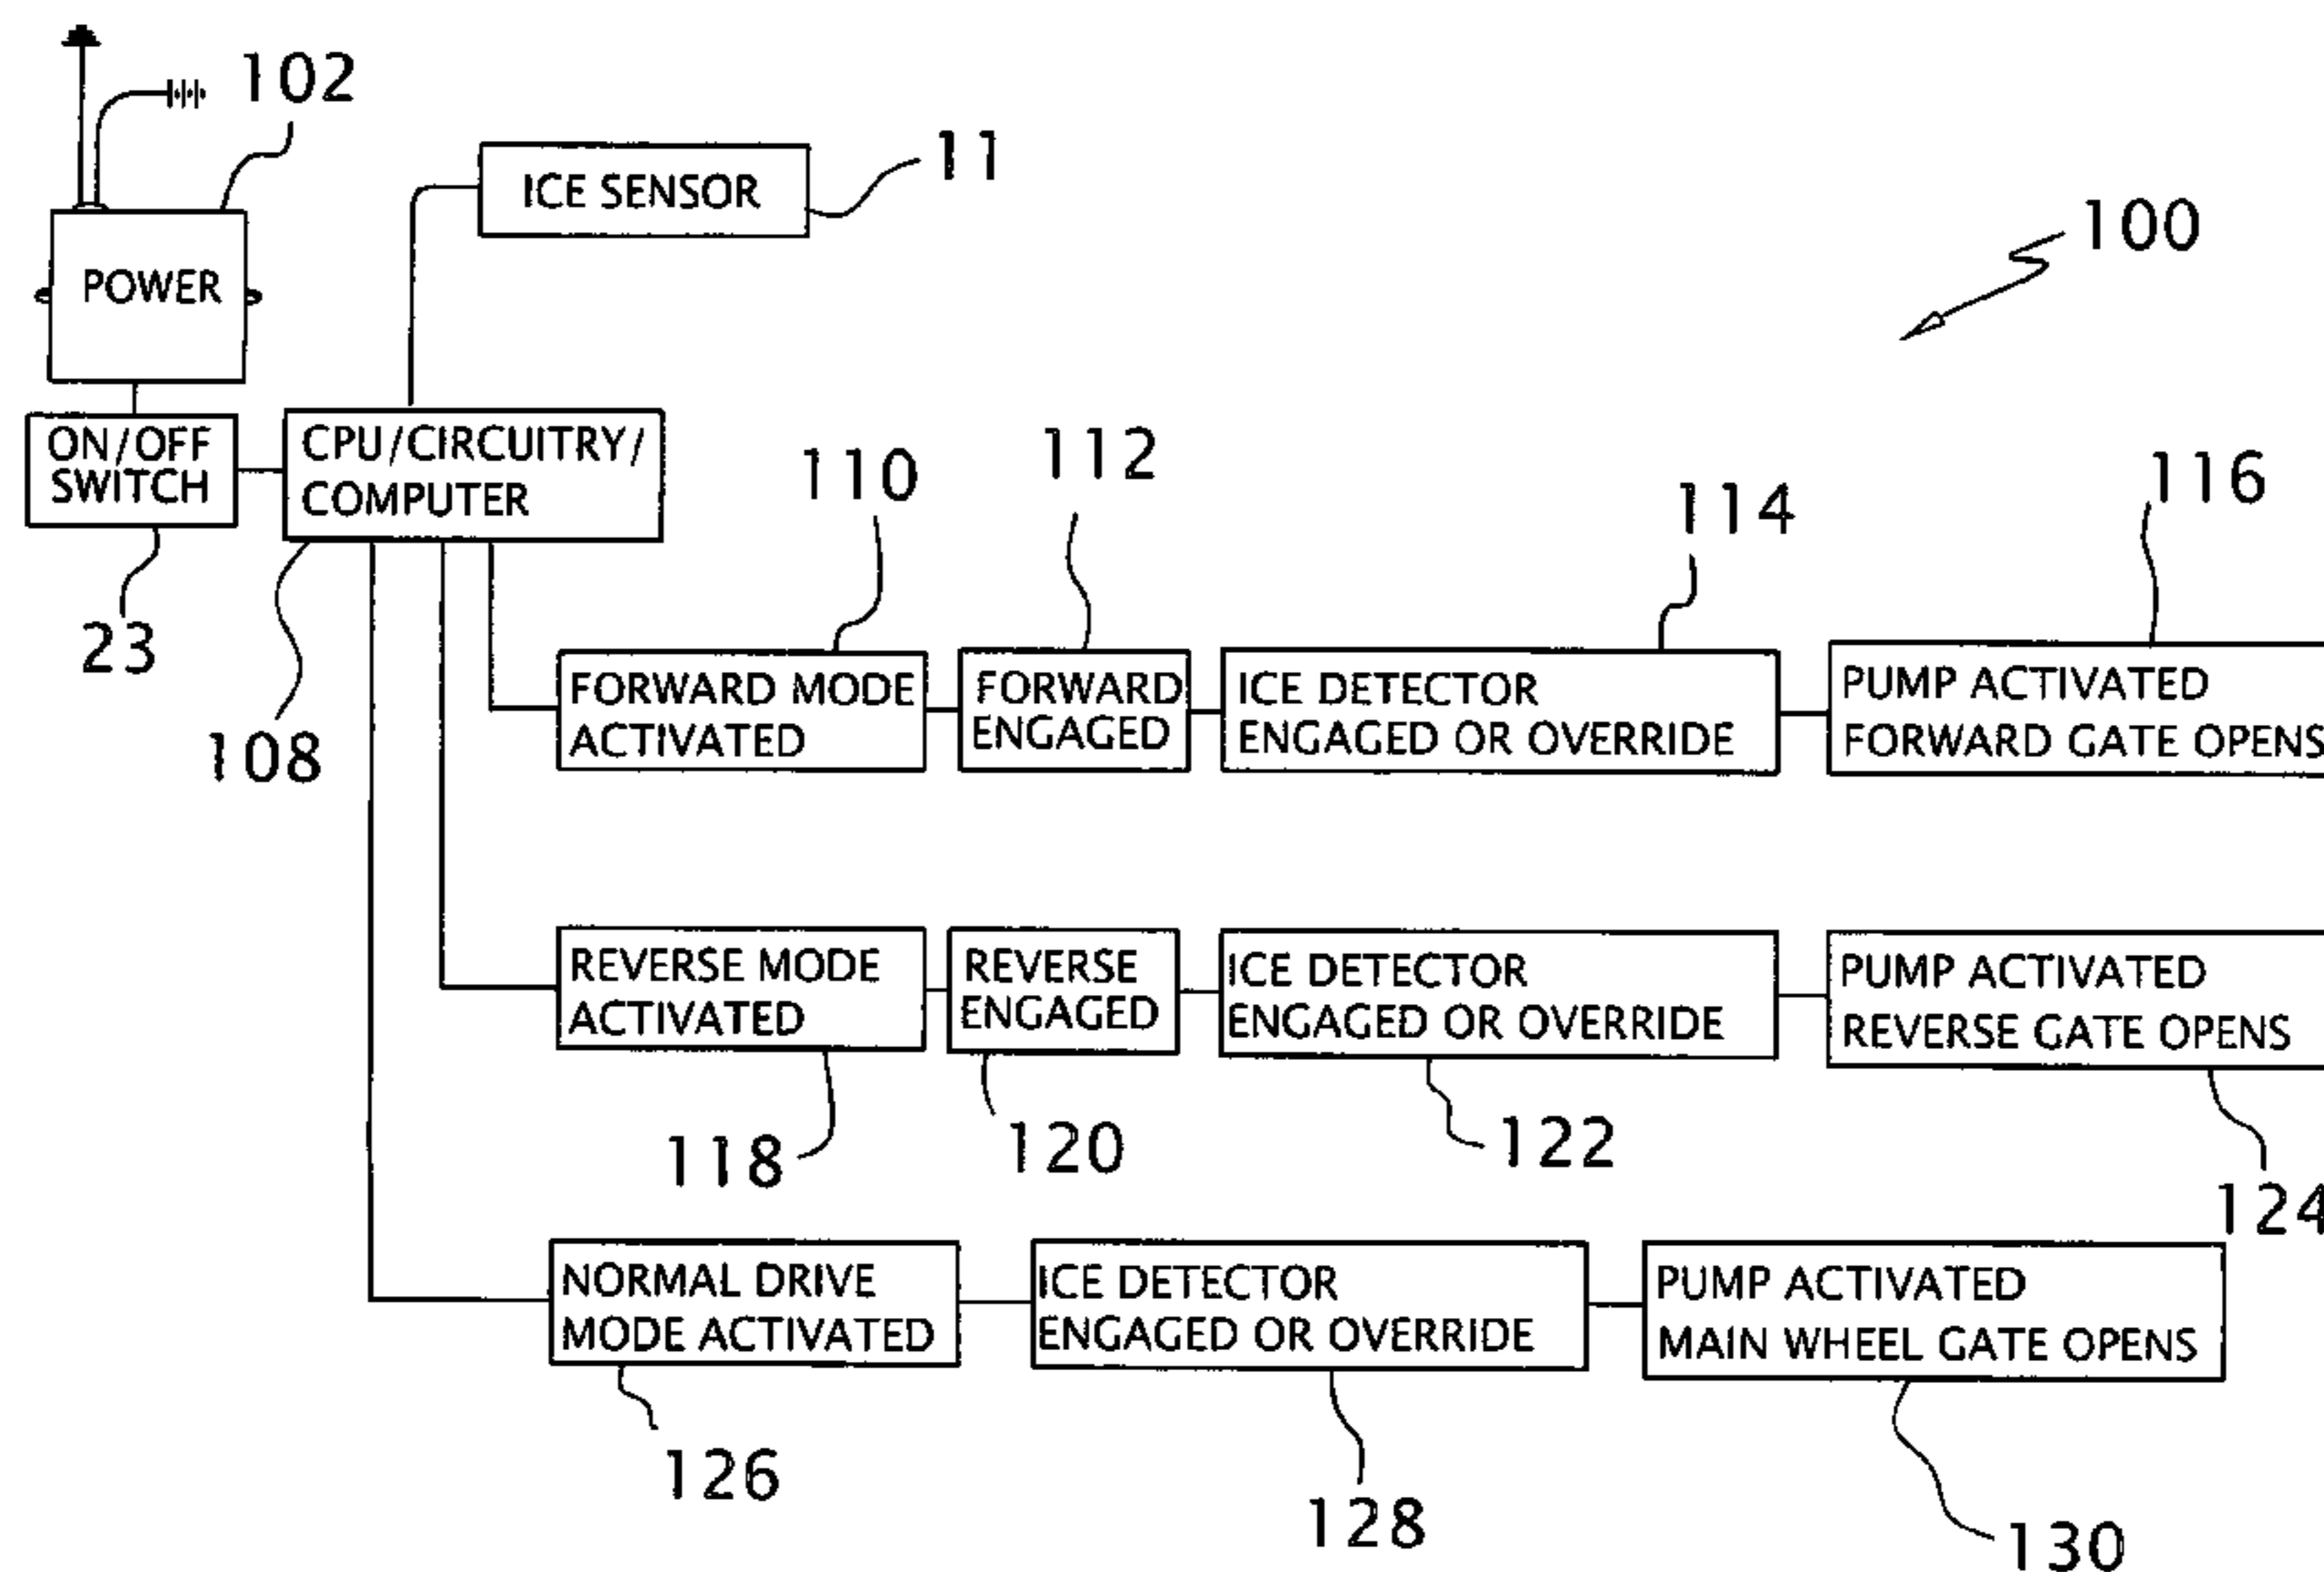 102
ICE SENSOR
11
100
POWER
ON/OFF
SWITCH
23
CPU/CIRCUITRY/
COMPUTER
108
110
112
114
116
FORWARD MODE
ACTIVATED
FORWARD
ENGAGED
ICE DETECTOR
ENGAGED OR OVERRIDE
PUMP ACTIVATED
FORWARD GATE OPENS
REVERSE MODE
ACTIVATED
REVERSE
ENGAGED
ICE DETECTOR
ENGAGED OR OVERRIDE
PUMP ACTIVATED
REVERSE GATE OPENS
118
120
122
124
NORMAL DRIVE
MODE ACTIVATED
ICE DETECTOR
ENGAGED OR OVERRIDE
PUMP ACTIVATED
MAIN WHEEL GATE OPENS
126
128
130